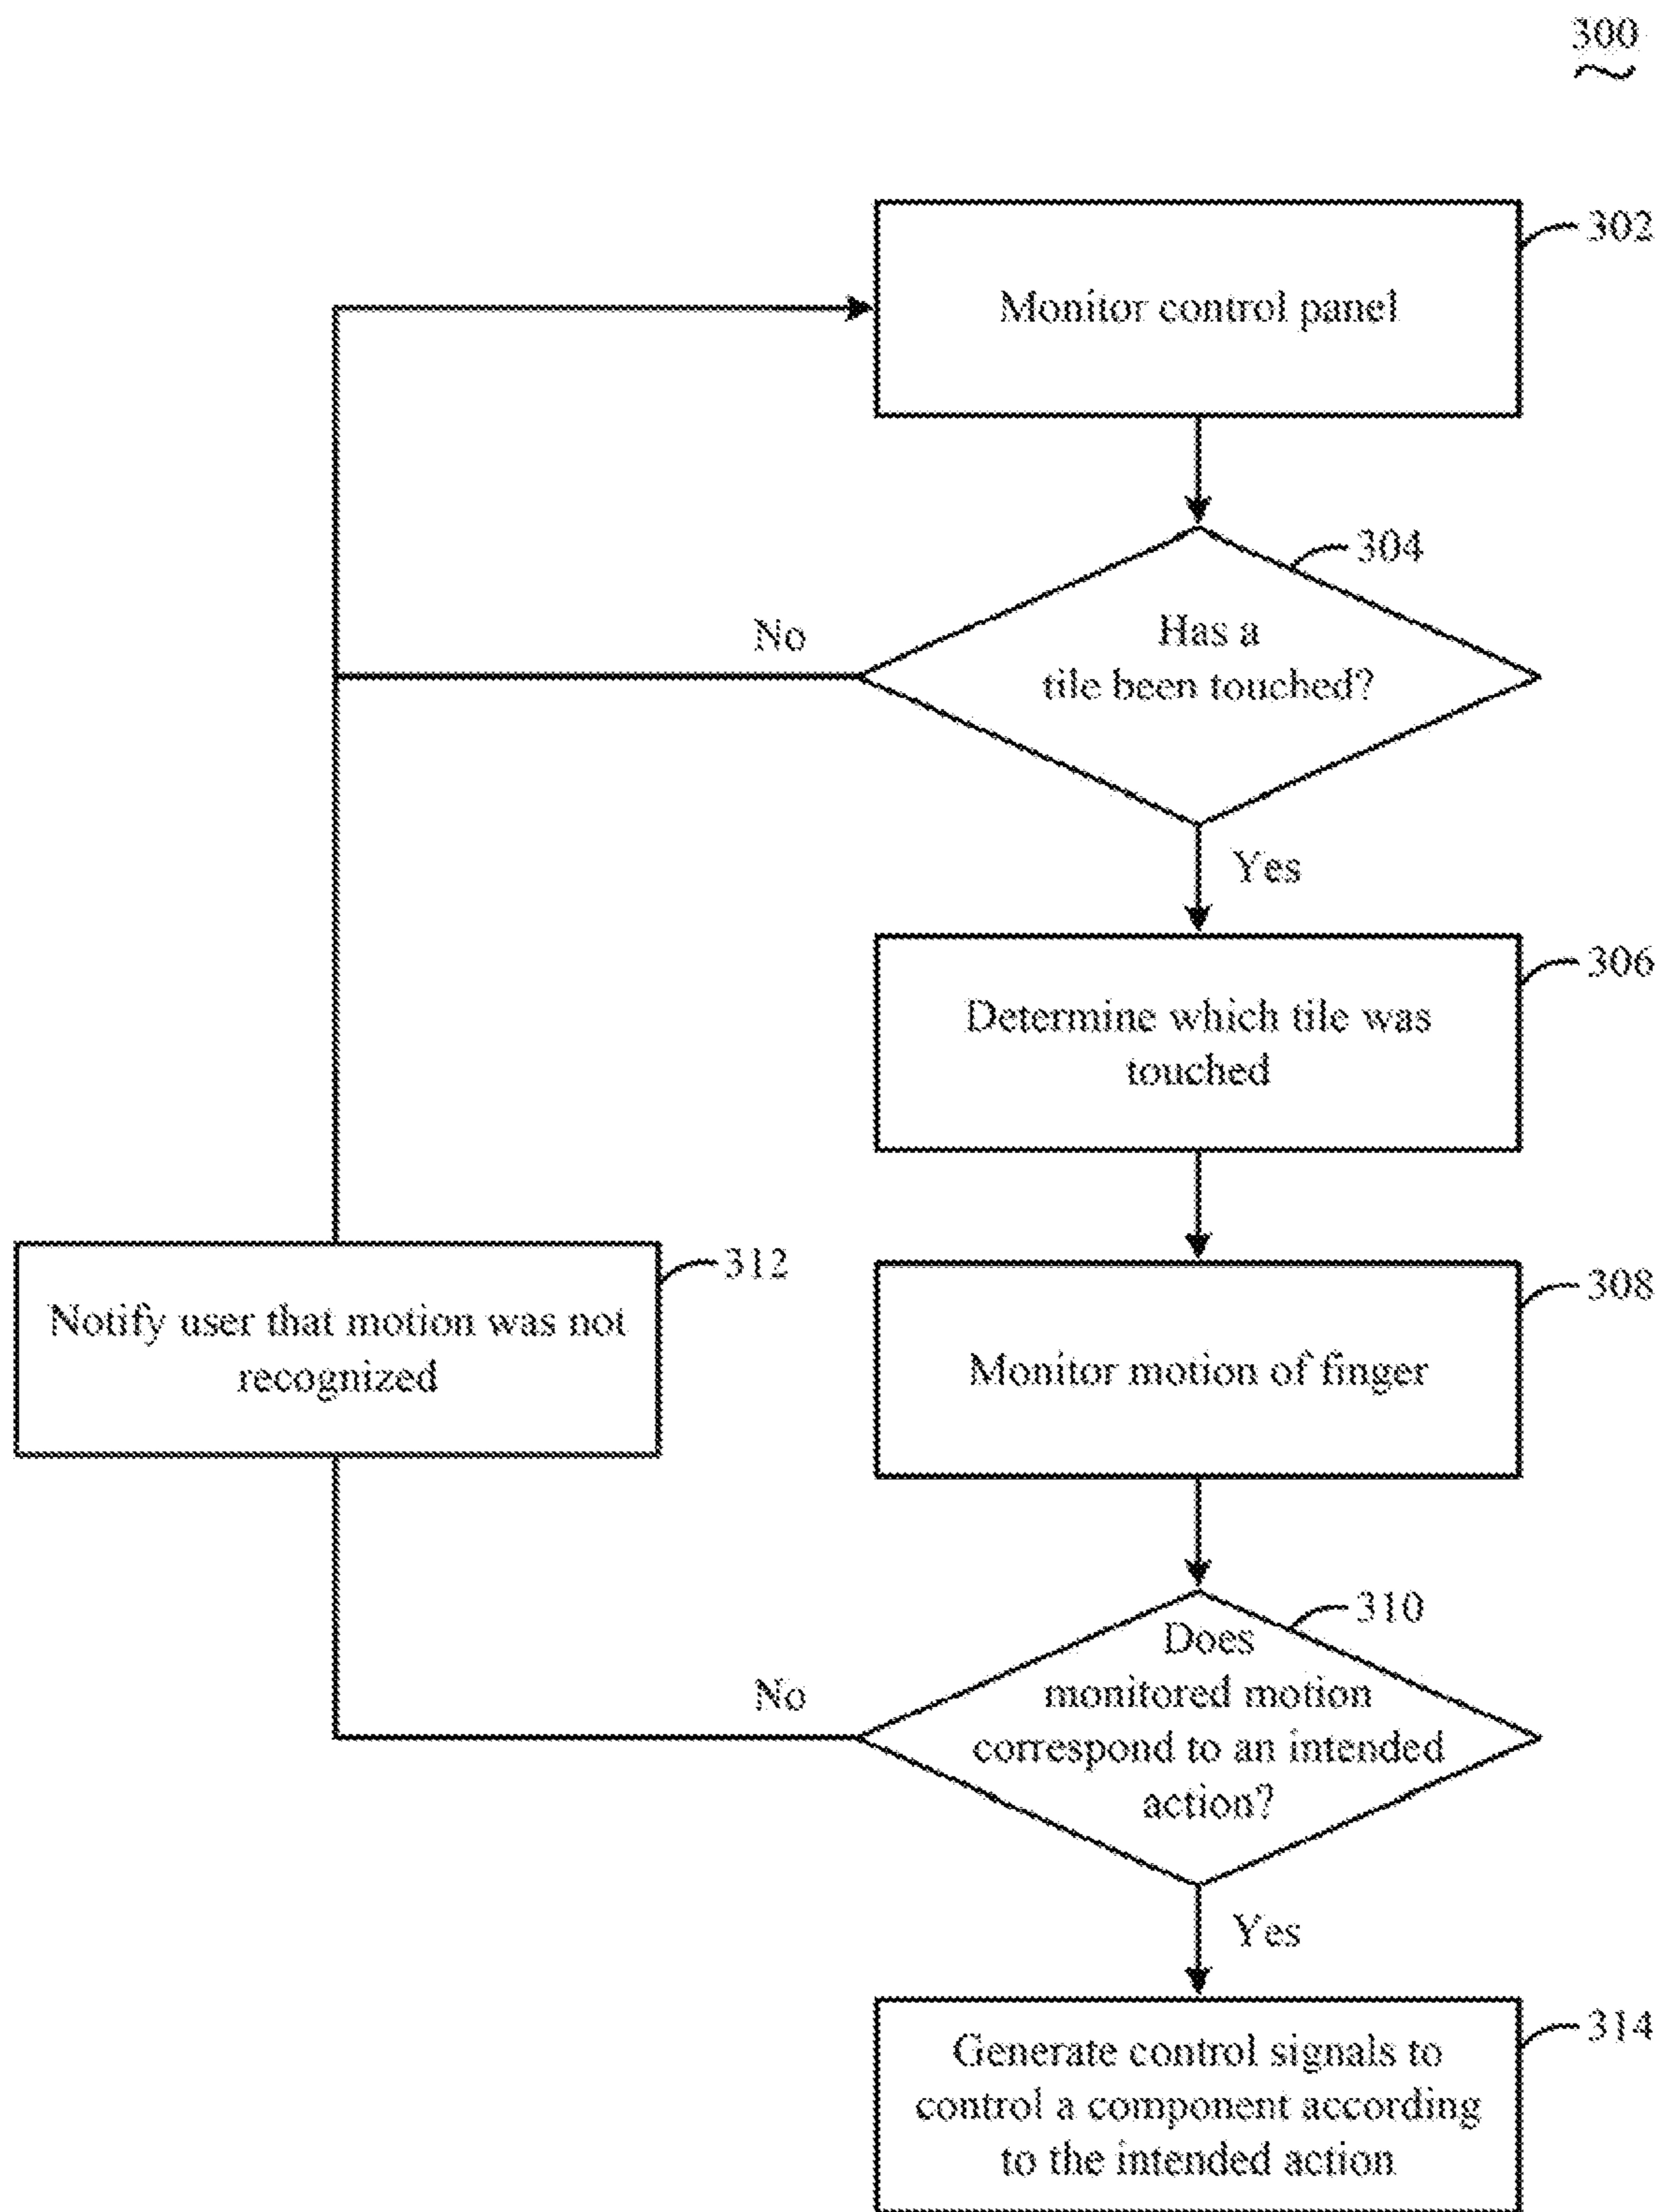 300
302
Monitor control panel
304
Has a
tile been touched?
No
Yes
306
Determine which tile was
touched
312
Notify user that motion was not
recognized
308
Monitor motion of finger
310
Does
monitored motion
correspond to an intended
action?
No
Yes
314
Generate control signals to
control a component according
to the intended action